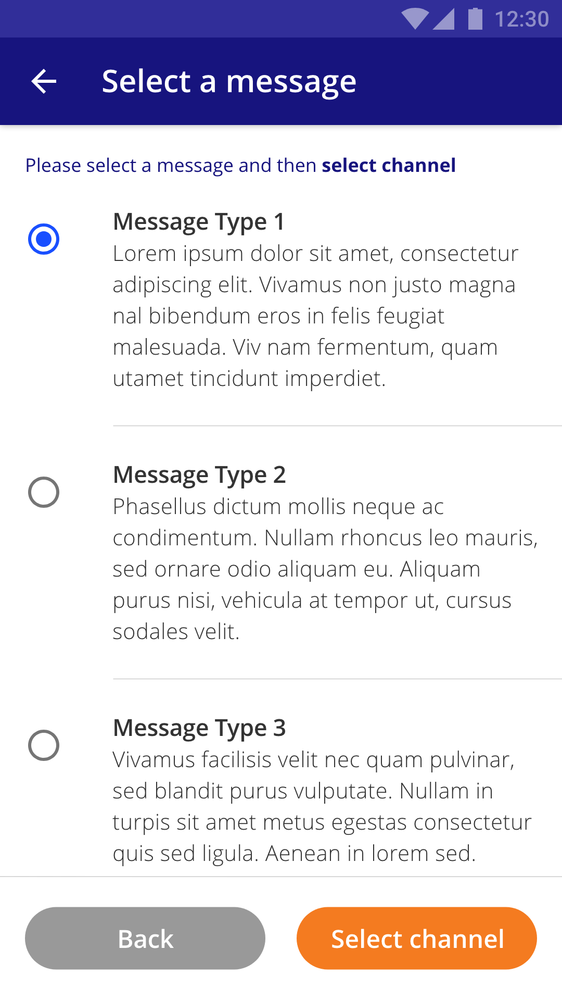 12:30
Select a message
Please select a message and then select channel
Message Type 1
Lorem ipsum dolor sit amet, consectetur
adipiscing elit. Vivamus non justo magna
nal bibendum eros in felis feugiat
malesuada. Viv nam fermentum, quam
utamet tincidunt imperdiet.
Message Type 2
Phasellus dictum mollis neque ac
condimentum. Nullam rhoncus leo mauris,
sed ornare odio aliquam eu. Aliquam
purus nisi, vehicula at tempor ut, cursus
sodales velit.
Message Type 3
Vivamus facilisis velit nec quam pulvinar,
sed blandit purus vulputate. Nullam in
turpis sit amet metus egestas consectetur
quis sed ligula. Aenean in lorem sed.
Back
Select channel